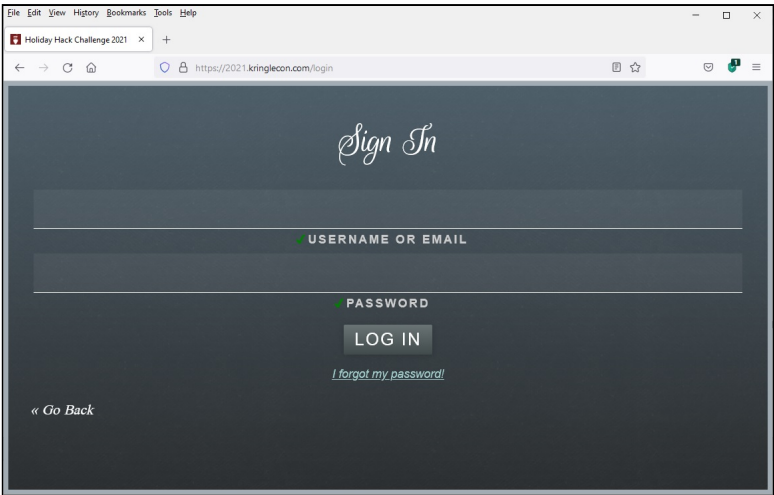 File Edit View History Bookmarks Tools Help
Holiday Hack Challenge 2021
https://2021.kringlecon.com/login
1
Sign In
USERNAME OR EMAIL
PASSWORD
LOG IN
I forgot my password!
« Go Back